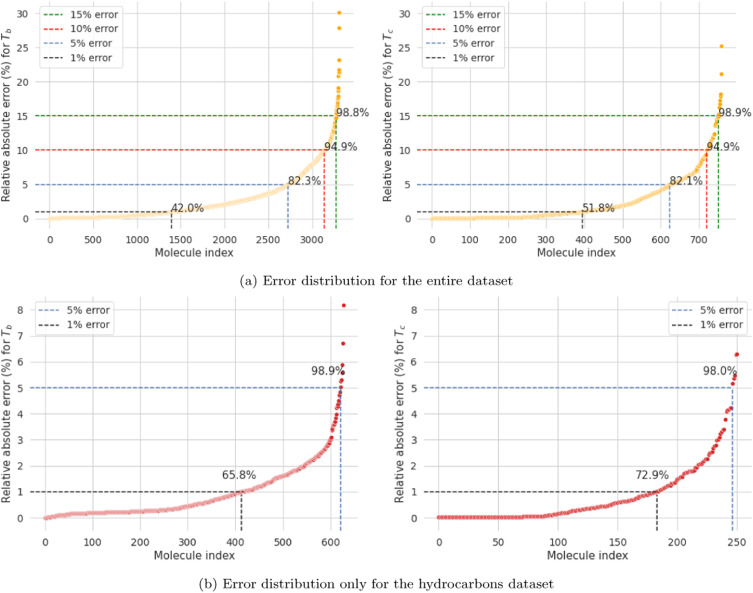 Relative absolute error (%) for Tb
30
25
20
15
10
5
0
15% error
10% error
5% error
1% error
98.8%
94.9%
82.3%
42.0%
0 500 1000 1500 2000 2500 3000
Molecule index
Relative absolute error (%) for Tc
30
25
20
15
10
5
0
15% error
10% error
5% error
1% error
98.9%
94.9%
82.1%
51.8%
0 100 200 300 400 500 600 700
Molecule index
(a) Error distribution for the entire dataset
Relative absolute error (%) for Tb
8
7
6
5
4
3
2
1
0
5% error
1% error
98.9%
65.8%
0 100 200 300 400 500 600
Molecule index
Relative absolute error (%) for Tc
8
7
6
5
4
3
2
1
0
5% error
1% error
98.0%
72.9%
0 50 100 150 200 250
Molecule index
(b) Error distribution only for the hydrocarbons dataset